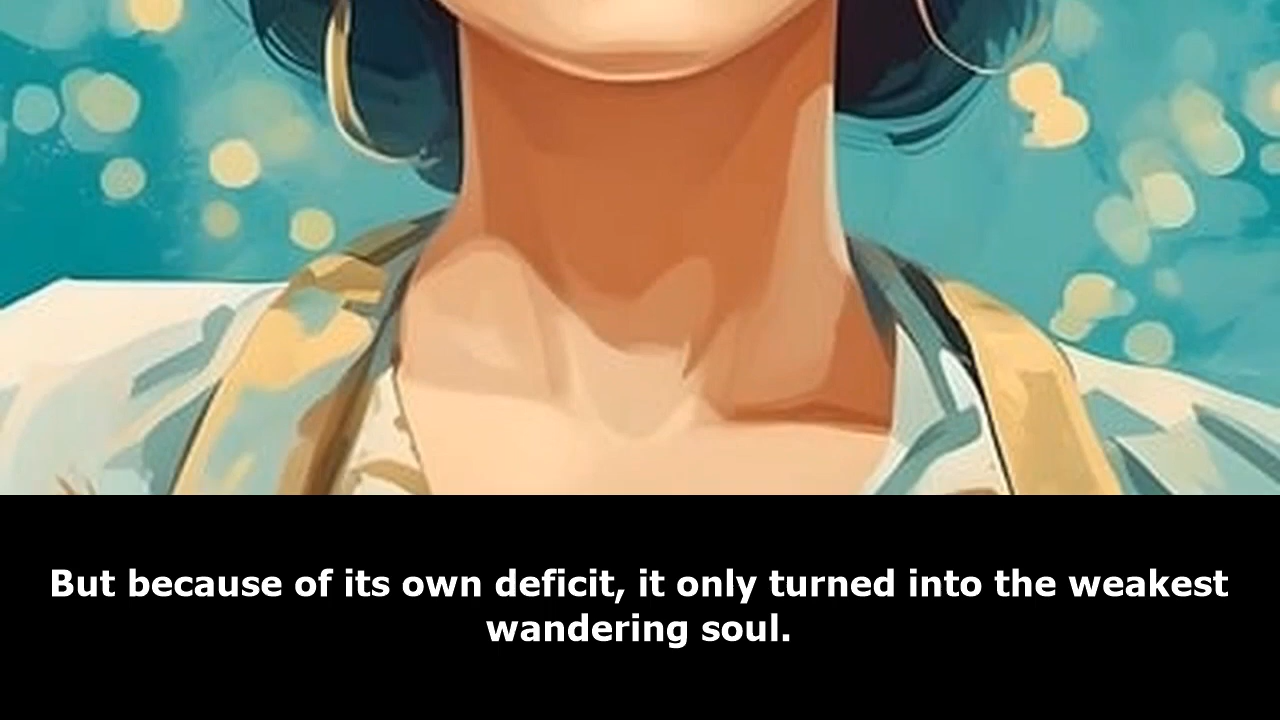 But because of its own deficit, it only turned into the weakest
wandering soul.